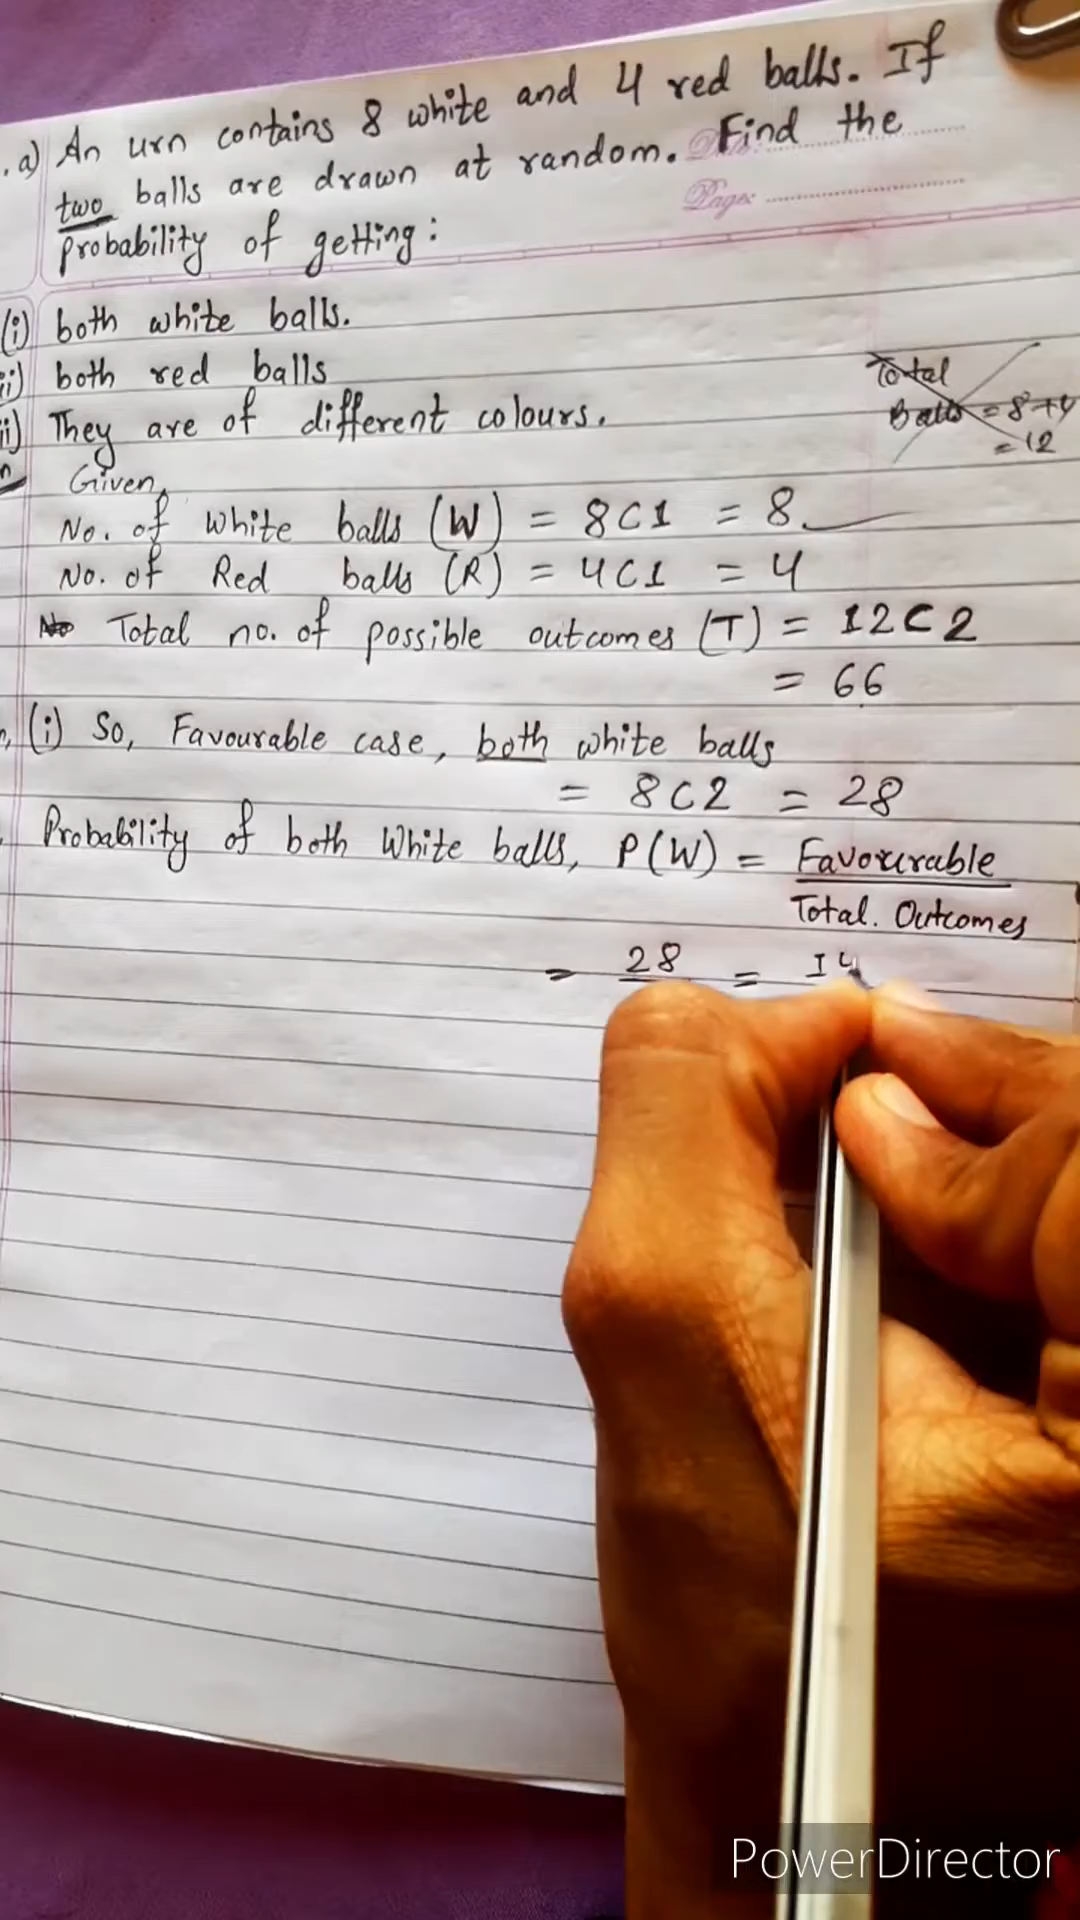 .a) An urn contains 8 white and 4 red balls. If
two balls are drawn at random. Find the
Page:
probability of getting:
(i) both white balls.
ii) both red balls
ii) They are of different colours.
Total
Balls = 8+4
= 12
n
Given,
No. of White balls (W) = 8C1 = 8.
No. of Red balls (R) = 4C1 = 4
No Total no. of possible outcomes (T) = 12C2
= 66
(i) So, Favourable case, both white balls
= 8C2 = 28
Probability of both White balls, P(W) = Favourable
Total. Outcomes
= 28 = 14
PowerDirector